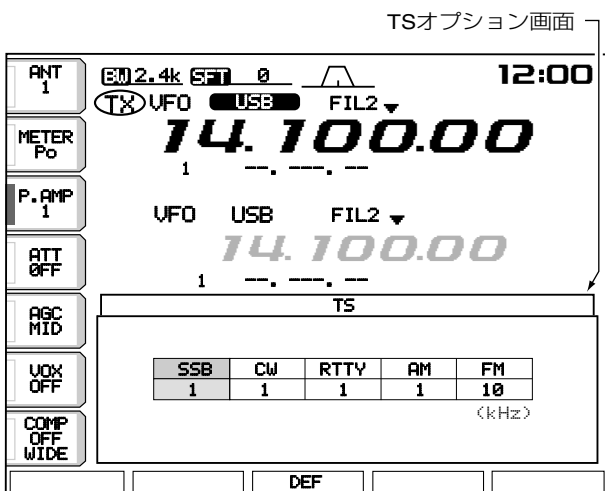 TSオプション画面
ANT
1
BW 2.4k SFT 0
12:00
TX VFO USB FIL2
14.100.00
1 --.---.--
METER
Po
P.AMP
1
VFO USB FIL2
14.100.00
1 --.---.--
ATT
OFF
AGC
MID
TS
VOX
OFF
SSB CW RTTY AM FM
1 1 1 1 10
(kHz)
COMP
OFF
WIDE
DEF